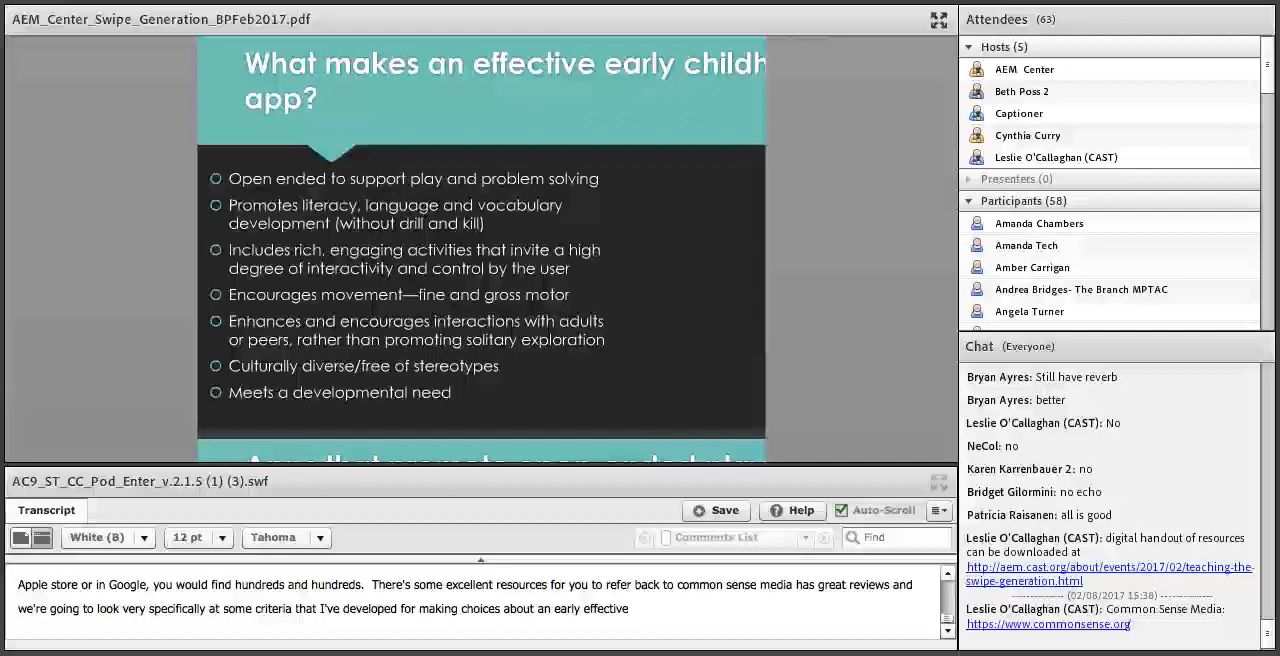 AEM_Center_Swipe_Generation_BPFeb2017.pdf
What makes an effective early childh
app?
Open ended to support play and problem solving
Promotes literacy, language and vocabulary
development (without drill and kill)
Includes rich, engaging activities that invite a high
degree of interactivity and control by the user
Encourages movement—fine and gross motor
Enhances and encourages interactions with adults
or peers, rather than promoting solitary exploration
Culturally diverse/free of stereotypes
Meets a developmental need
AC9_ST_CC_Pod_Enter_v.2.1.5 (1) (3).swf
Transcript
Save
Help
Auto-Scroll
White (B)
12 pt
Tahoma
Comments List
Find
Apple store or in Google, you would find hundreds and hundreds. There's some excellent resources for you to refer back to common sense media has great reviews and
we're going to look very specifically at some criteria that I've developed for making choices about an early effective
Attendees (63)
Hosts (5)
AEM Center
Beth Poss 2
Captioner
Cynthia Curry
Leslie O'Callaghan (CAST)
Presenters (0)
Participants (58)
Amanda Chambers
Amanda Tech
Amber Carrigan
Andrea Bridges- The Branch MPTAC
Angela Turner
Chat (Everyone)
Bryan Ayres: Still have reverb
Bryan Ayres: better
Leslie O'Callaghan (CAST): No
NeCol: no
Karen Karrenbauer 2: no
Bridget Gilormini: no echo
Patricia Raisanen: all is good
Leslie O'Callaghan (CAST): digital handout of resources
can be downloaded at
http://aem.cast.org/about/events/2017/02/teaching-the-
swipe-generation.html
---------------- (02/08/2017 15:38) ----------------
Leslie O'Callaghan (CAST): Common Sense Media:
https://www.commonsense.org/